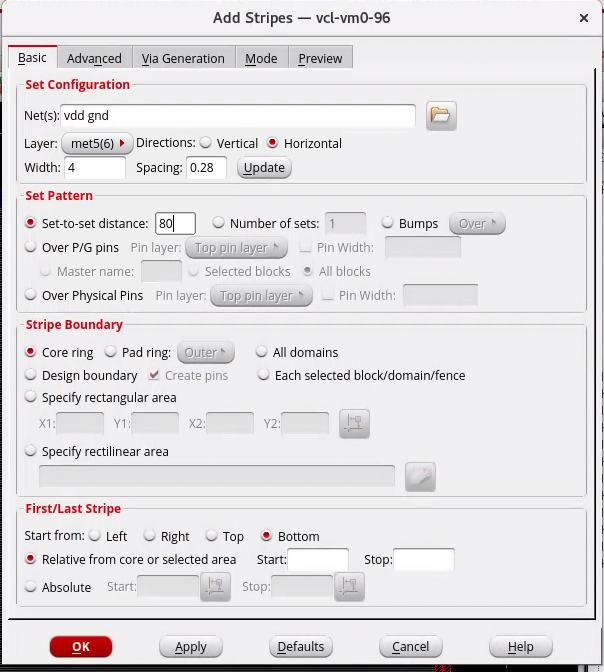 Add Stripes — vcl-vm0-96
Basic Advanced Via Generation Mode Preview
Set Configuration
Net(s): vdd gnd
Layer: met5(6) Directions: Vertical Horizontal
Width: 4 Spacing: 0.28 Update
Set Pattern
Set-to-set distance: 80 Number of sets: 1 Bumps Over
Over P/G pins Pin layer: Top pin layer Pin Width:
Master name: Selected blocks All blocks
Over Physical Pins Pin layer: Top pin layer Pin Width:
Stripe Boundary
Core ring Pad ring: Outer All domains
Design boundary Create pins Each selected block/domain/fence
Specify rectangular area
X1: Y1: X2: Y2:
Specify rectilinear area
First/Last Stripe
Start from: Left Right Top Bottom
Relative from core or selected area Start: Stop:
Absolute Start: Stop:
OK Apply Defaults Cancel Help